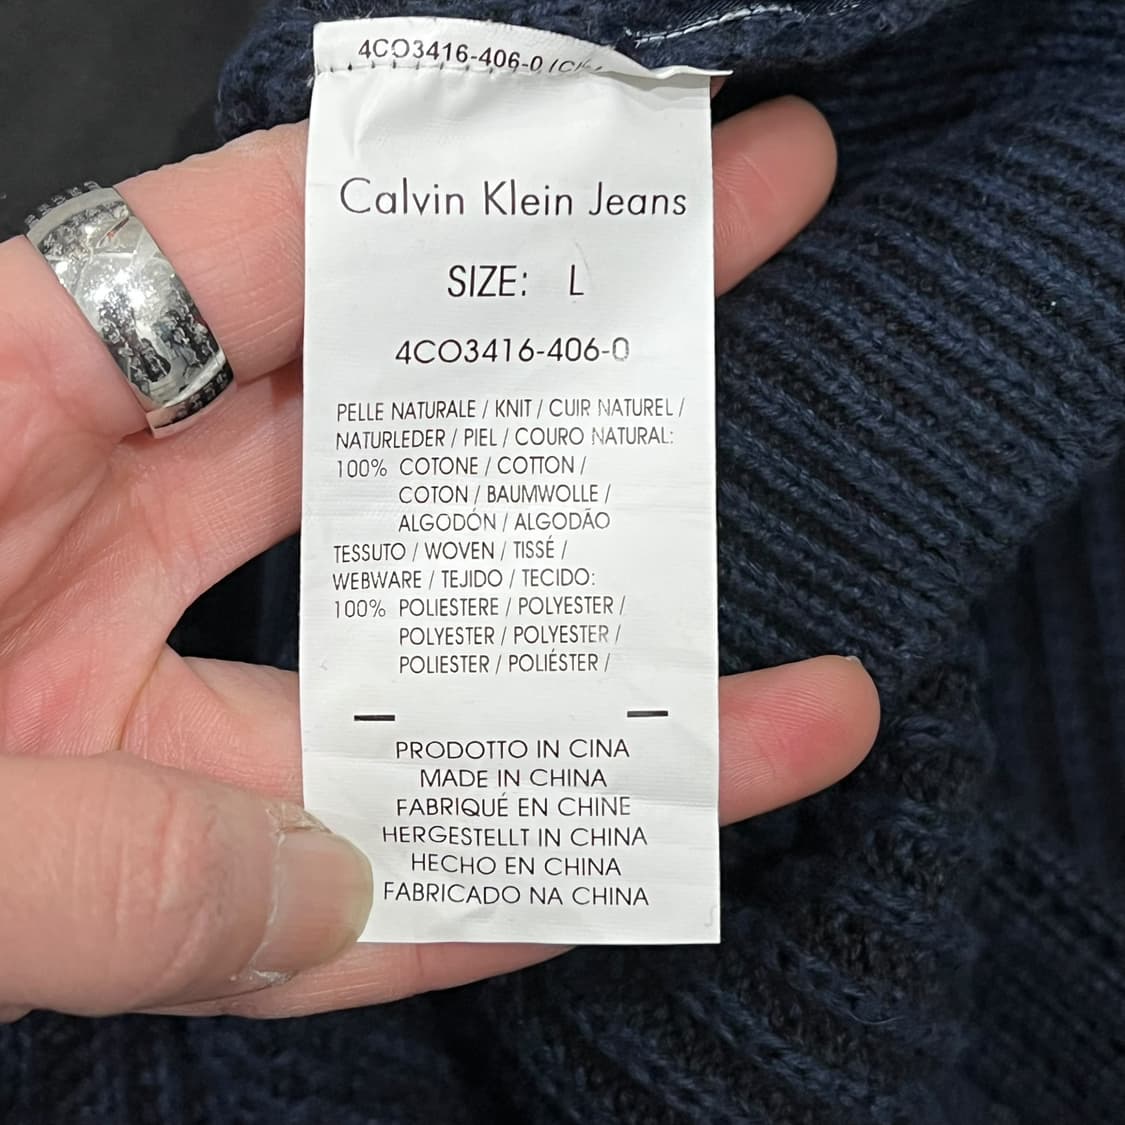 4CO3416-406-0
Calvin Klein Jeans
SIZE: L
4CO3416-406-0
PELLE NATURALE / KNIT / CUIR NATUREL /
NATURLEDER / PIEL / COURO NATURAL:
100% COTONE / COTTON /
COTON / BAUMWOLLE /
ALGODÓN / ALGODÃO
TESSUTO / WOVEN / TISSÉ /
WEBWARE / TEJIDO / TECIDO:
100% POLIESTERE / POLYESTER /
POLYESTER / POLYESTER /
POLIESTER / POLIÉSTER /
PRODOTTO IN CINA
MADE IN CHINA
FABRIQUÉ EN CHINE
HERGESTELLT IN CHINA
HECHO EN CHINA
FABRICADO NA CHINA